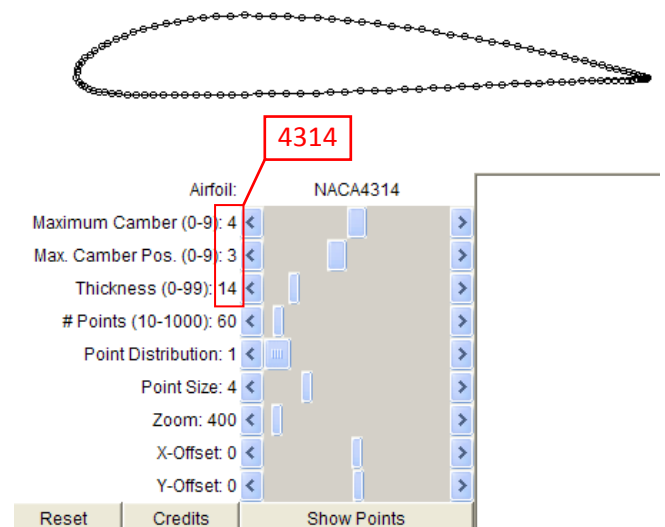 4314
Airfoil: NACA4314
Maximum Camber (0-9): 4
Max. Camber Pos. (0-9): 3
Thickness (0-99): 14
# Points (10-1000): 60
Point Distribution: 1
Point Size: 4
Zoom: 400
X-Offset: 0
Y-Offset: 0
Reset Credits Show Points